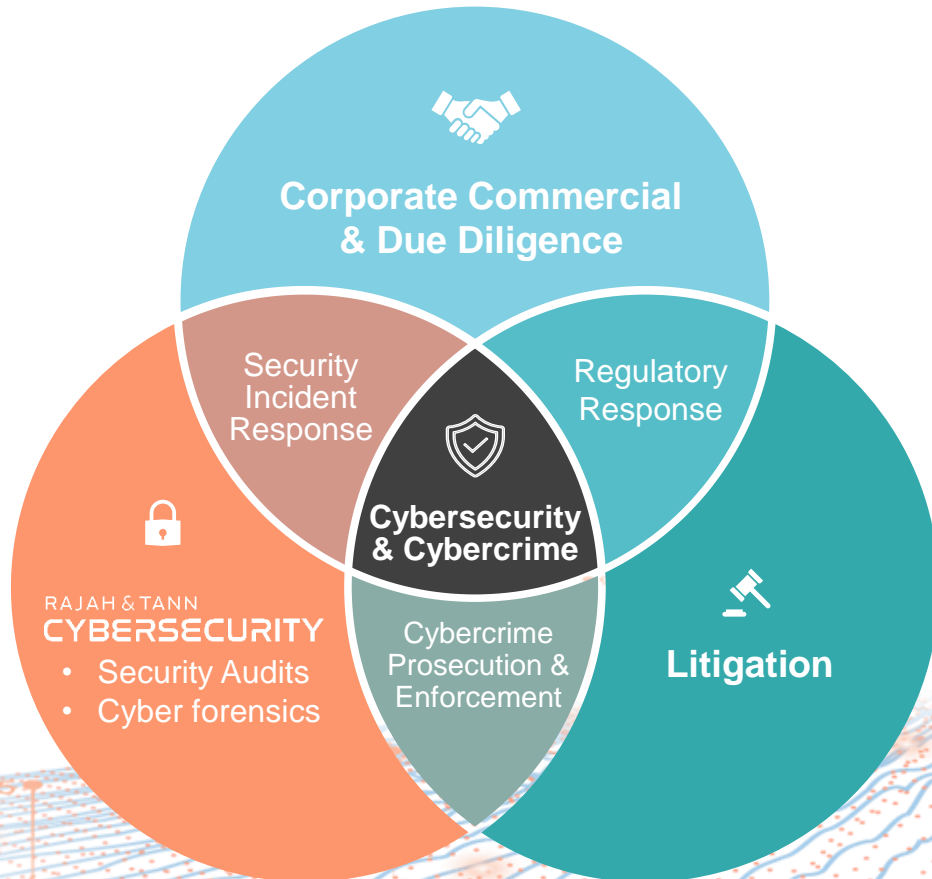 Corporate Commercial
& Due Diligence
Security
Incident
Response
Regulatory
Response
Cybersecurity
& Cybercrime
RAJAH & TANN
CYBERSECURITY
• Security Audits
• Cyber forensics
Cybercrime
Prosecution &
Enforcement
Litigation